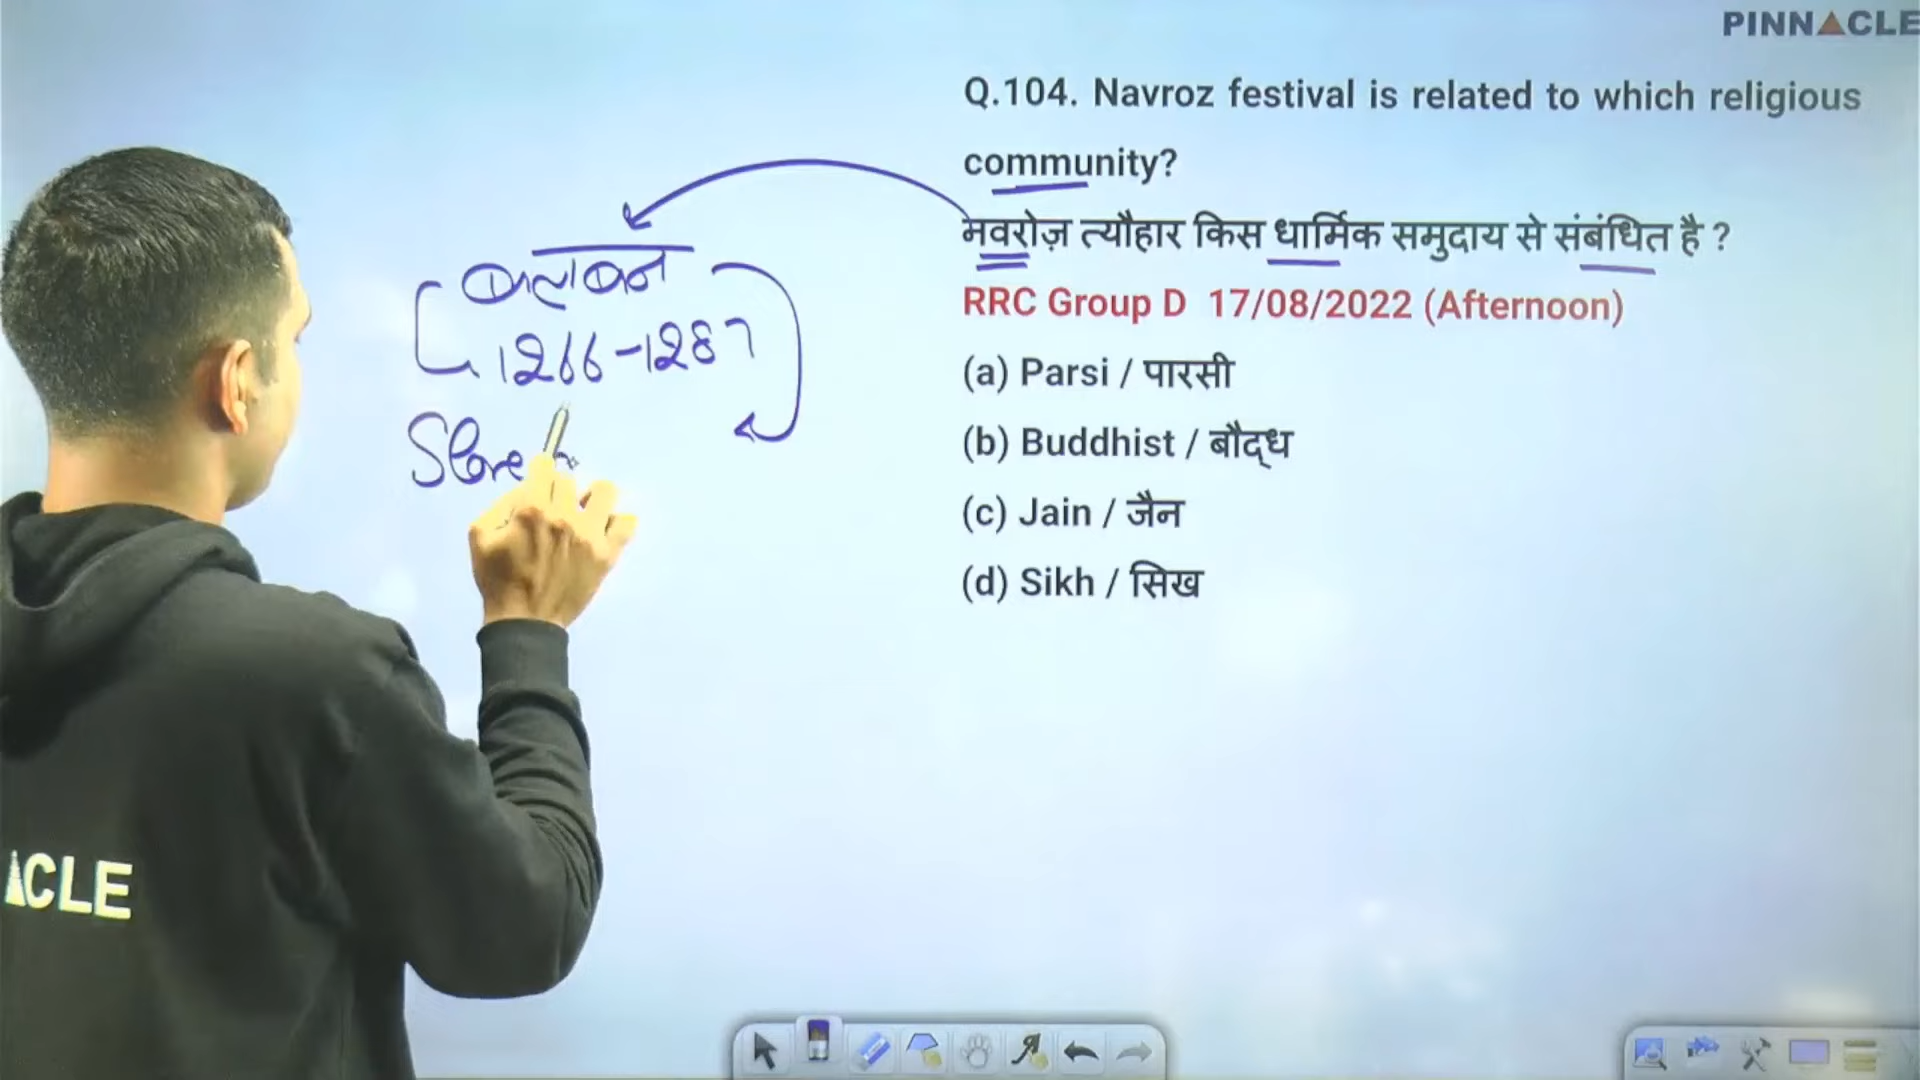 PINNACLE
Q.104. Navroz festival is related to which religious
community?
नवरोज़ त्यौहार किस धार्मिक समुदाय से संबंधित है ?
RRC Group D 17/08/2022 (Afternoon)
(a) Parsi / पारसी
(b) Buddhist / बौद्ध
(c) Jain / जैन
(d) Sikh / सिख
बलबन
1266-1287
Slave
ACLE